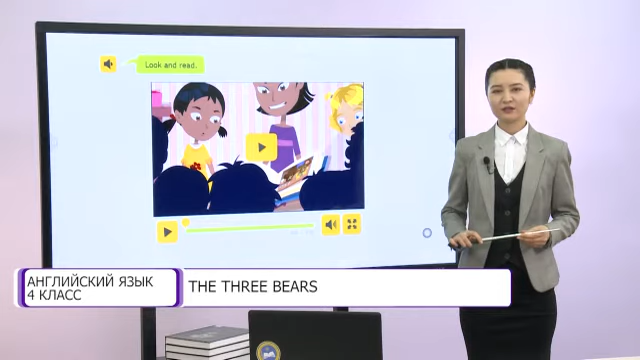 Look and read.
АНГЛИЙСКИЙ ЯЗЫК
4 КЛАСС
THE THREE BEARS